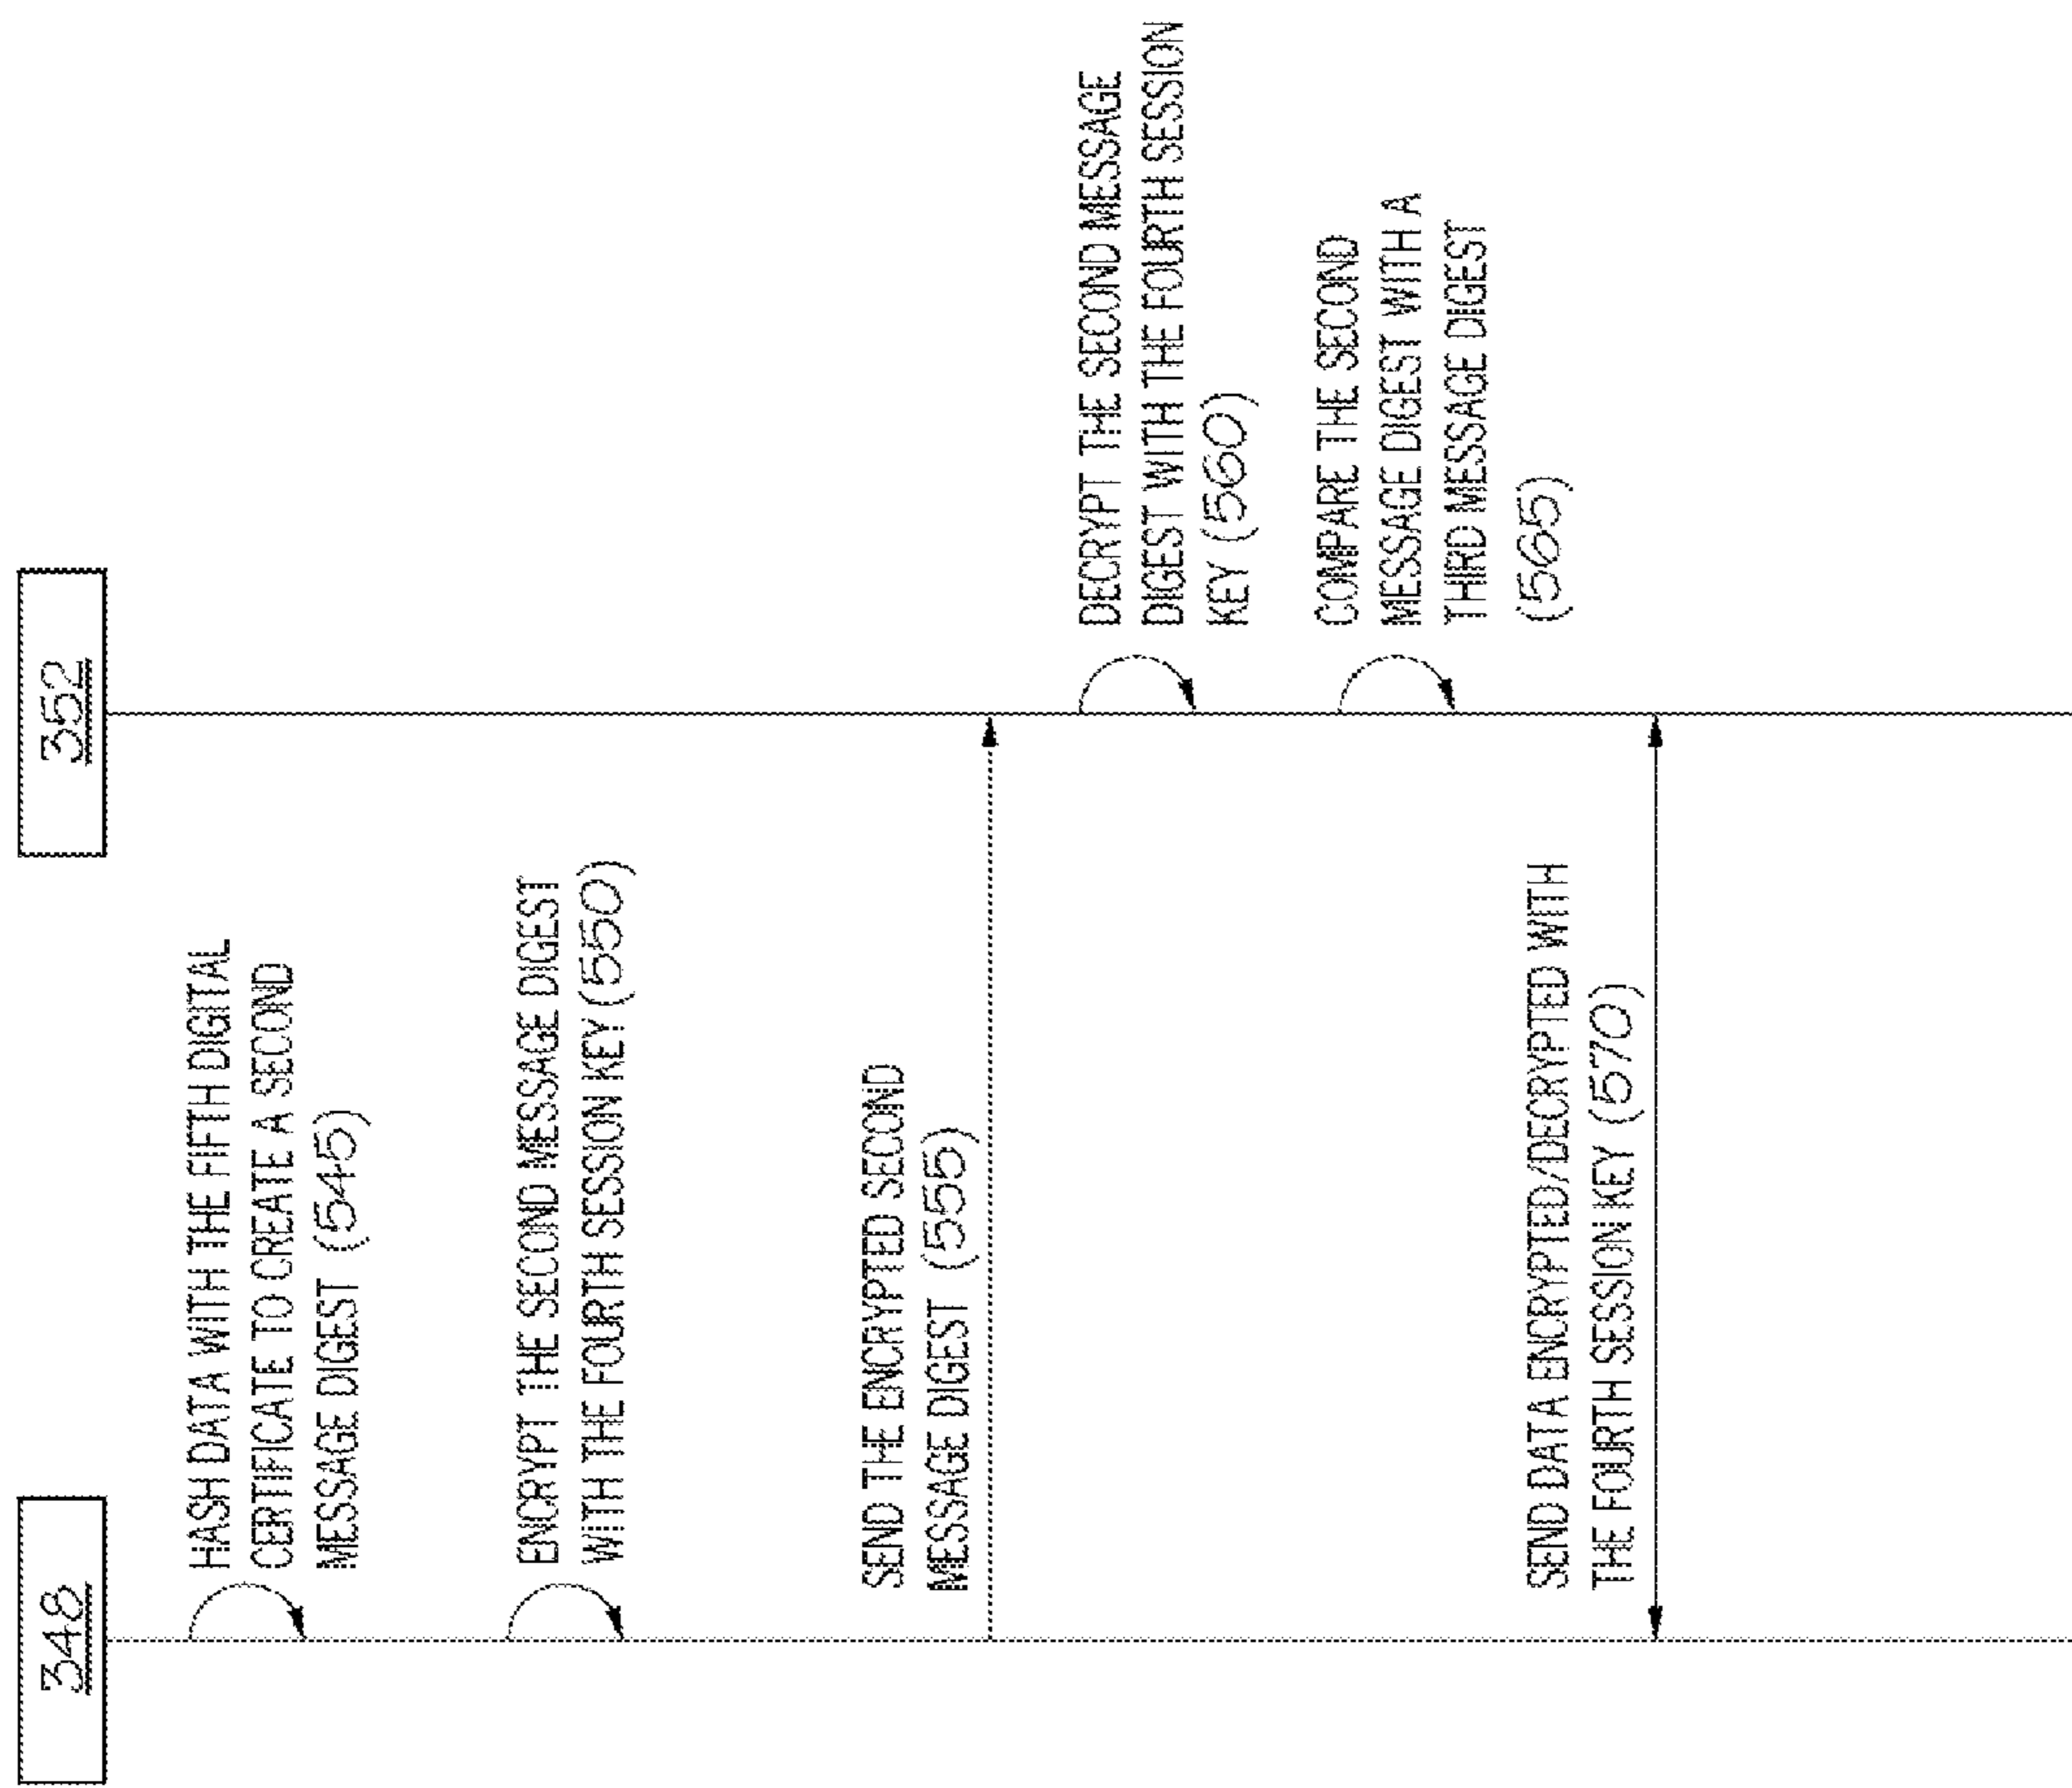 348
352
HASH DATA WITH THE FIFTH DIGITAL
CERTIFICATE TO CREATE A SECOND
MESSAGE DIGEST (545)
ENCRYPT THE SECOND MESSAGE DIGEST
WITH THE FOURTH SESSION KEY (550)
SEND THE ENCRYPTED SECOND
MESSAGE DIGEST (555)
DECRYPT THE SECOND MESSAGE
DIGEST WITH THE FOURTH SESSION
KEY (560)
COMPARE THE SECOND
MESSAGE DIGEST WITH A
THIRD MESSAGE DIGEST
(565)
SEND DATA ENCRYPTED/DECRYPTED WITH
THE FOURTH SESSION KEY (570)